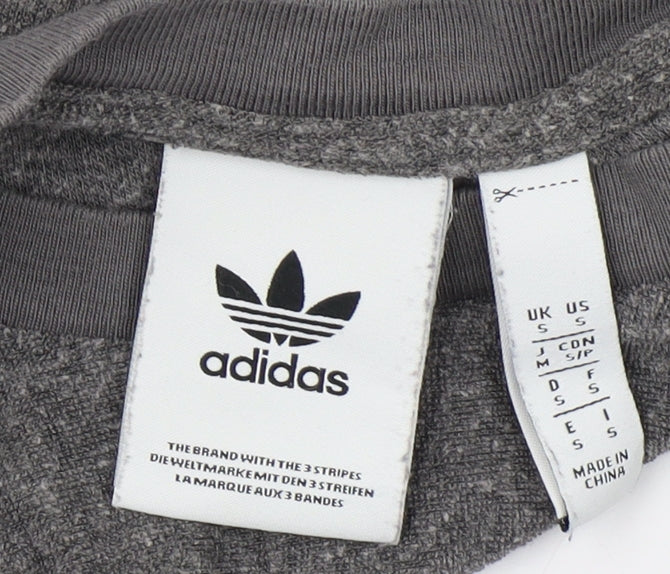 adidas
THE BRAND WITH THE 3 STRIPES
DIE WELTMARKE MIT DEN 3 STREIFEN
LA MARQUE AUX 3 BANDES
UK US
S S
J CDN
M S/P
D F
S S
E I
S S
MADE IN
CHINA